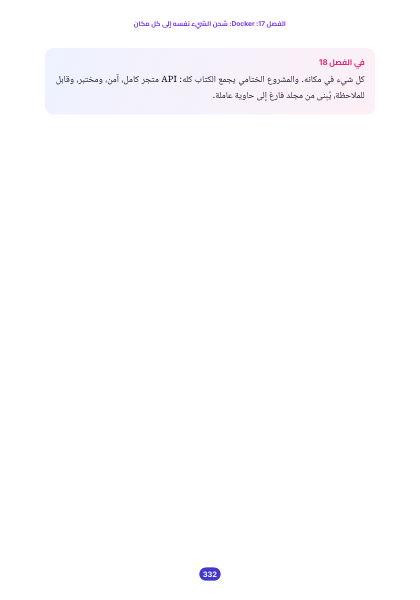 الفصل 17: Docker: شحن الشيء نفسه إلى كل مكان
في الفصل 18
كل شيء في مكانه. والمشروع الختامي يجمع الكتاب كله: API متجر كامل، آمن، ومختبر، وقابل
للملاحظة، يُبنى من مجلد فارغ إلى حاوية عاملة.
332